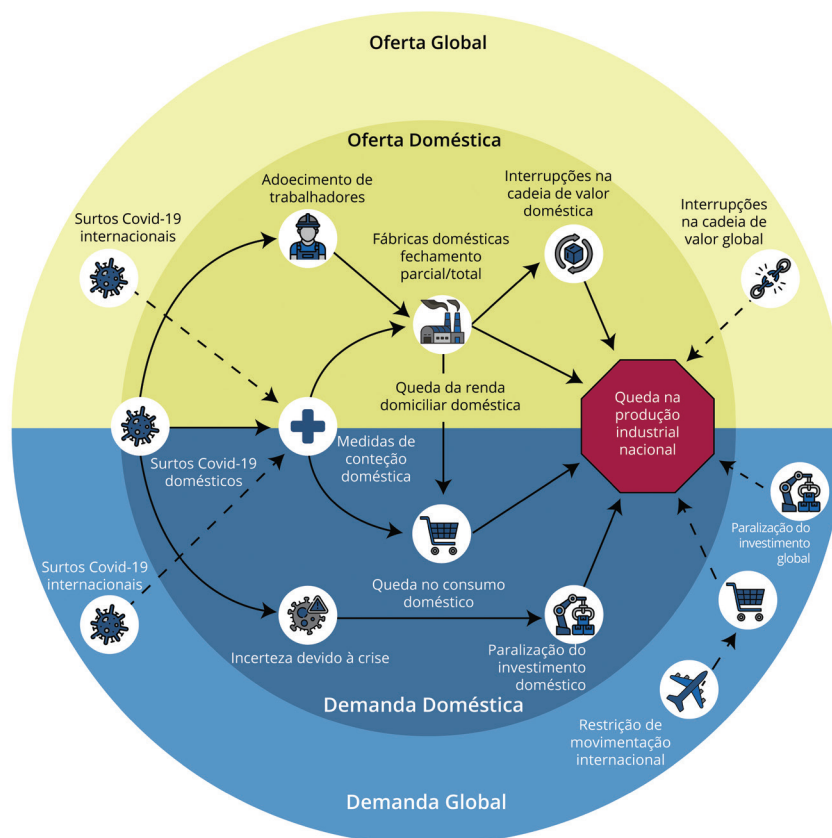 Oferta Global
Oferta Doméstica
Adoecimento de
trabalhadores
Interrupções na
cadeia de valor
doméstica
Surtos Covid-19
internacionais
Interrupções
na cadeia de
valor global
Fábricas domésticas
fechamento
parcial/total
Queda da renda
domiciliar doméstica
Queda na
produção
industrial
nacional
Surtos Covid-19
domésticos
Medidas de
conteção
doméstica
Surtos Covid-19
internacionais
Paralização do
investimento
global
Queda no consumo
doméstico
Incerteza devido à crise
Paralização do
investimento
doméstico
Demanda Doméstica
Restrição de
movimentação
internacional
Demanda Global